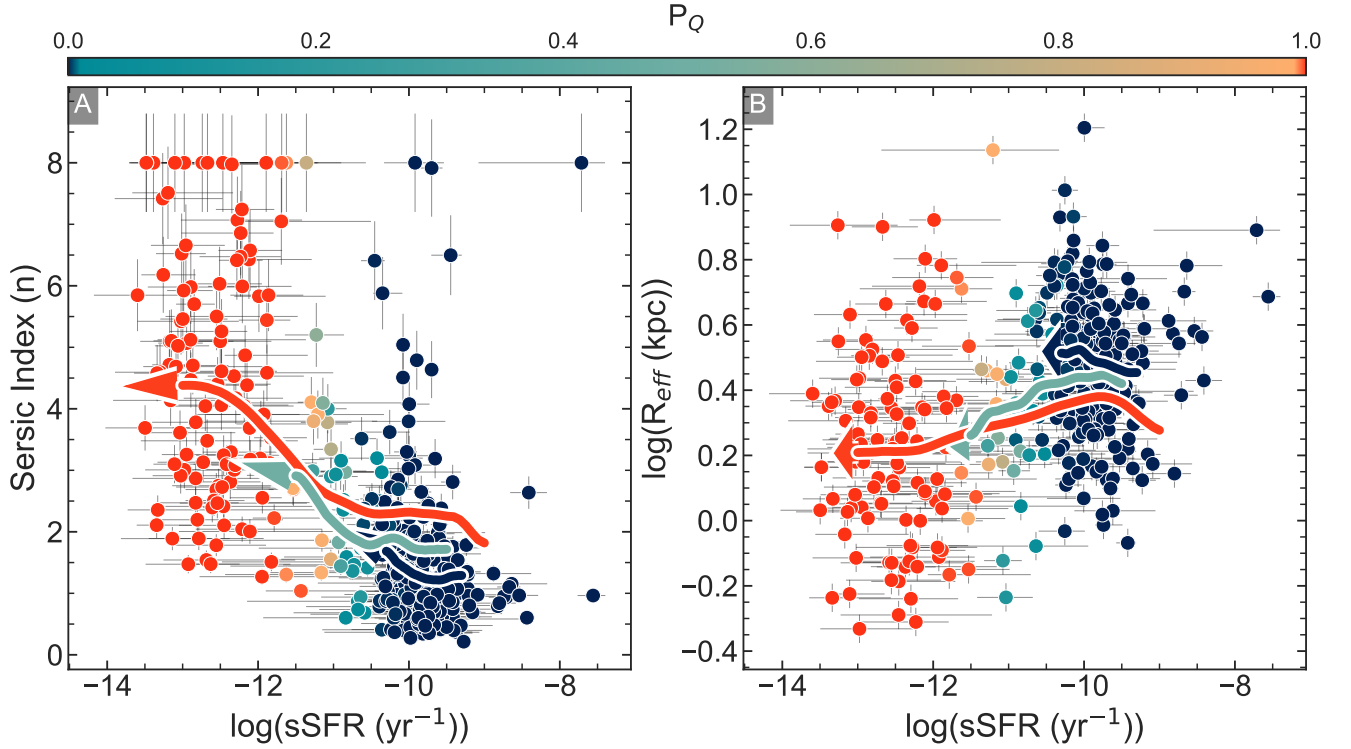 P_Q
0.0 0.2 0.4 0.6 0.8 1.0
A
Sersic Index (n)
8
6
4
2
0
−14 −12 −10 −8
log(sSFR (yr⁻¹))
B
log(R_eff (kpc))
1.2
1.0
0.8
0.6
0.4
0.2
0.0
−0.2
−0.4
−14 −12 −10 −8
log(sSFR (yr⁻¹))